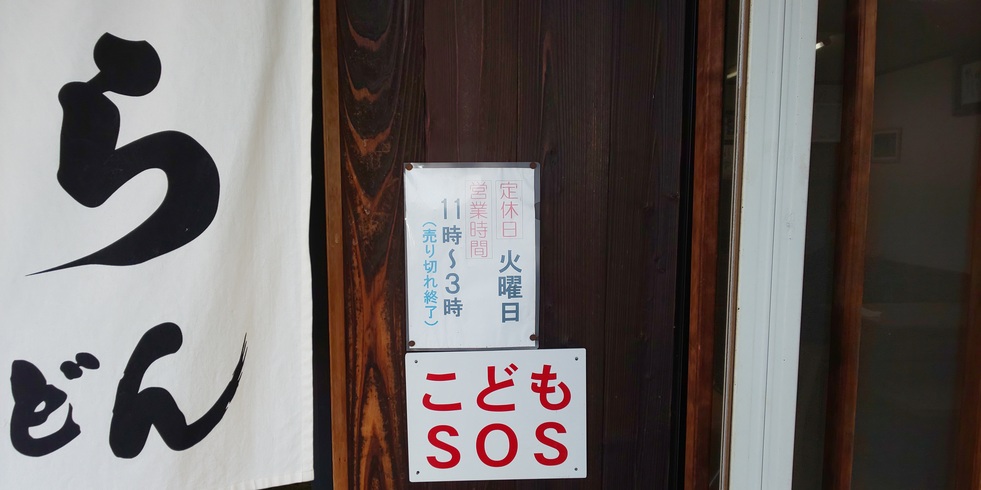 ら
どん
定休日 火曜日
営業時間
11時~3時
(売り切れ終了)
こども
SOS